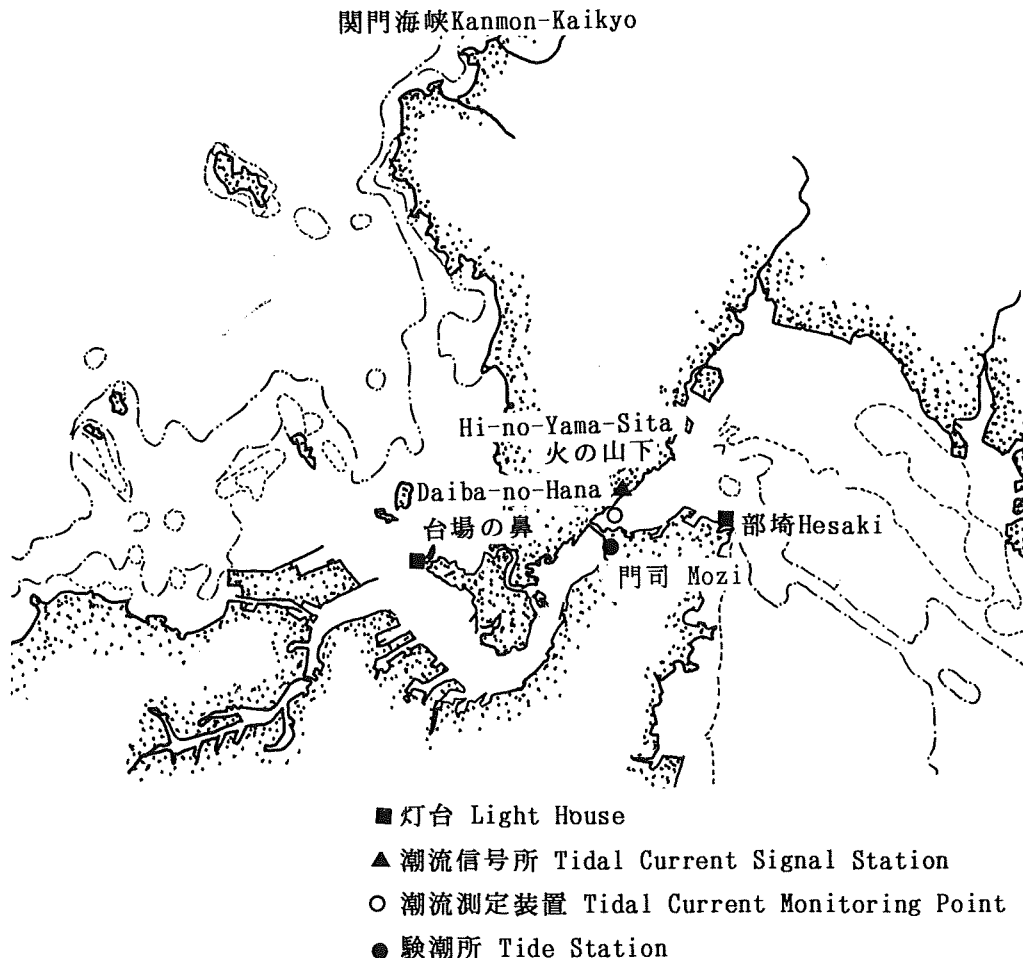 関門海峡Kanmon-Kaikyo
Hi-no-Yama-Sita
火の山下
Daiba-no-Hana
台場の鼻
部埼Hesaki
門司 Mozi
■灯台 Light House
▲潮流信号所 Tidal Current Signal Station
○潮流測定装置 Tidal Current Monitoring Point
●験潮所 Tide Station